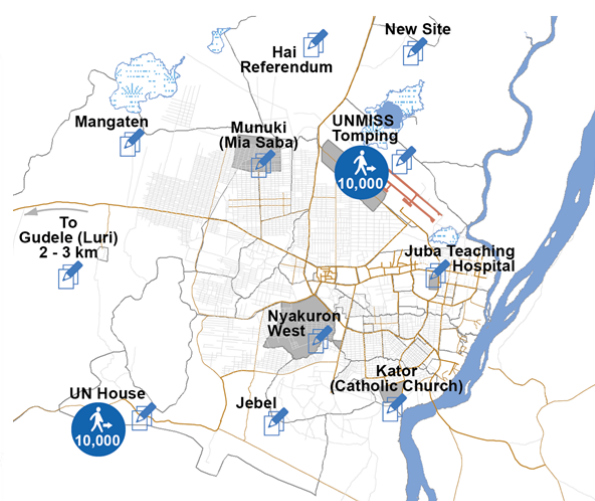 New Site
Hai
Referendum
Mangaten
Munuki
(Mia Saba)
UNMISS
Tomping
10,000
To
Gudele (Luri)
2 - 3 km
Juba Teaching
Hospital
Nyakuron
West
Kator
(Catholic Church)
UN House
10,000
Jebel